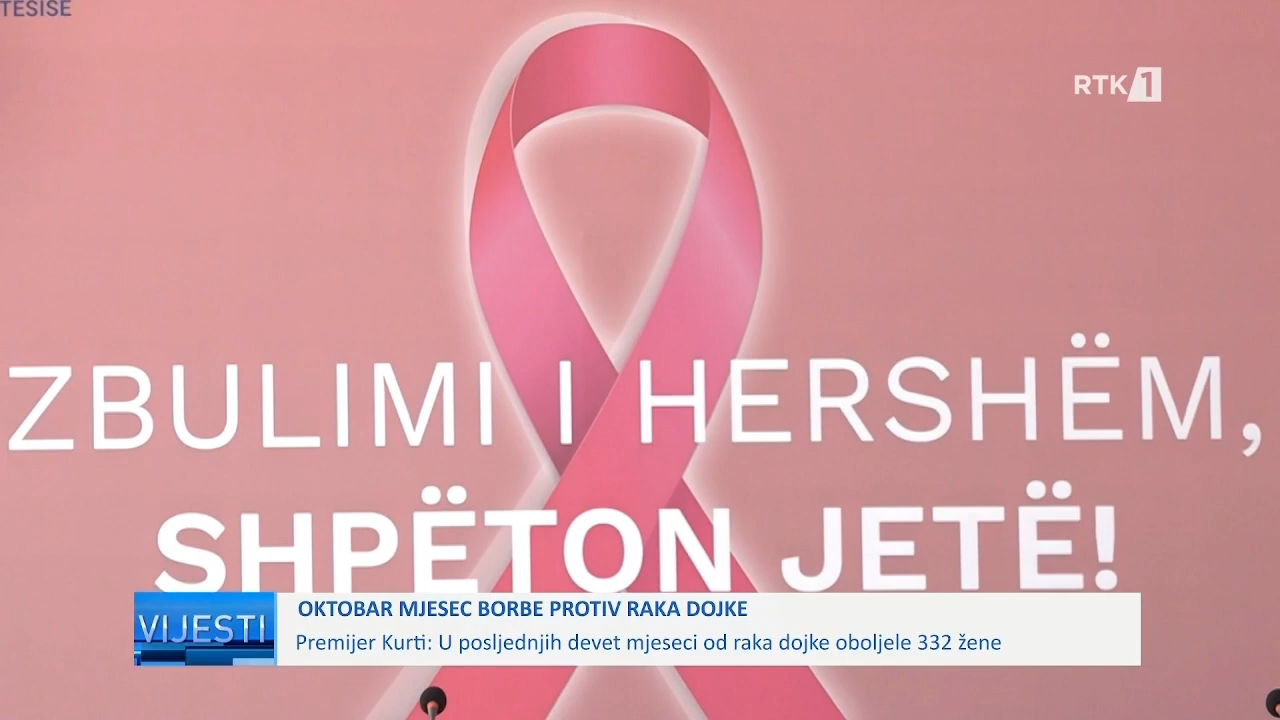 TESISE
RTK 1
ZBULIMI I HERSHËM,
SHPËTON JETË!
VIJESTI
OKTOBAR MJESEC BORBE PROTIV RAKA DOJKE
Premijer Kurti: U posljednjih devet mjeseci od raka dojke oboljele 332 žene